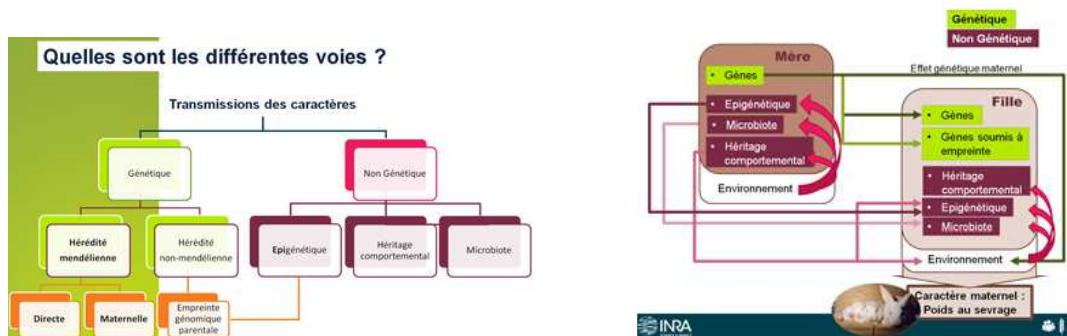 Quelles sont les différentes voies ?
Transmissions des caractères
Génétique
Non Génétique
Hérédité
mendélienne
Hérédité
non-mendélienne
Epigénétique
Héritage
comportemental
Microbiote
Directe
Maternelle
Empreinte
génomique
parentale
Génétique
Non Génétique
Mère
• Gènes
• Epigénétique
• Microbiote
• Héritage
comportemental
Environnement
Effet génétique maternel
Fille
• Gènes
• Gènes soumis à
empreinte
• Héritage
comportemental
• Epigénétique
• Microbiote
Environnement
Caractère maternel :
Poids au sevrage
INRA